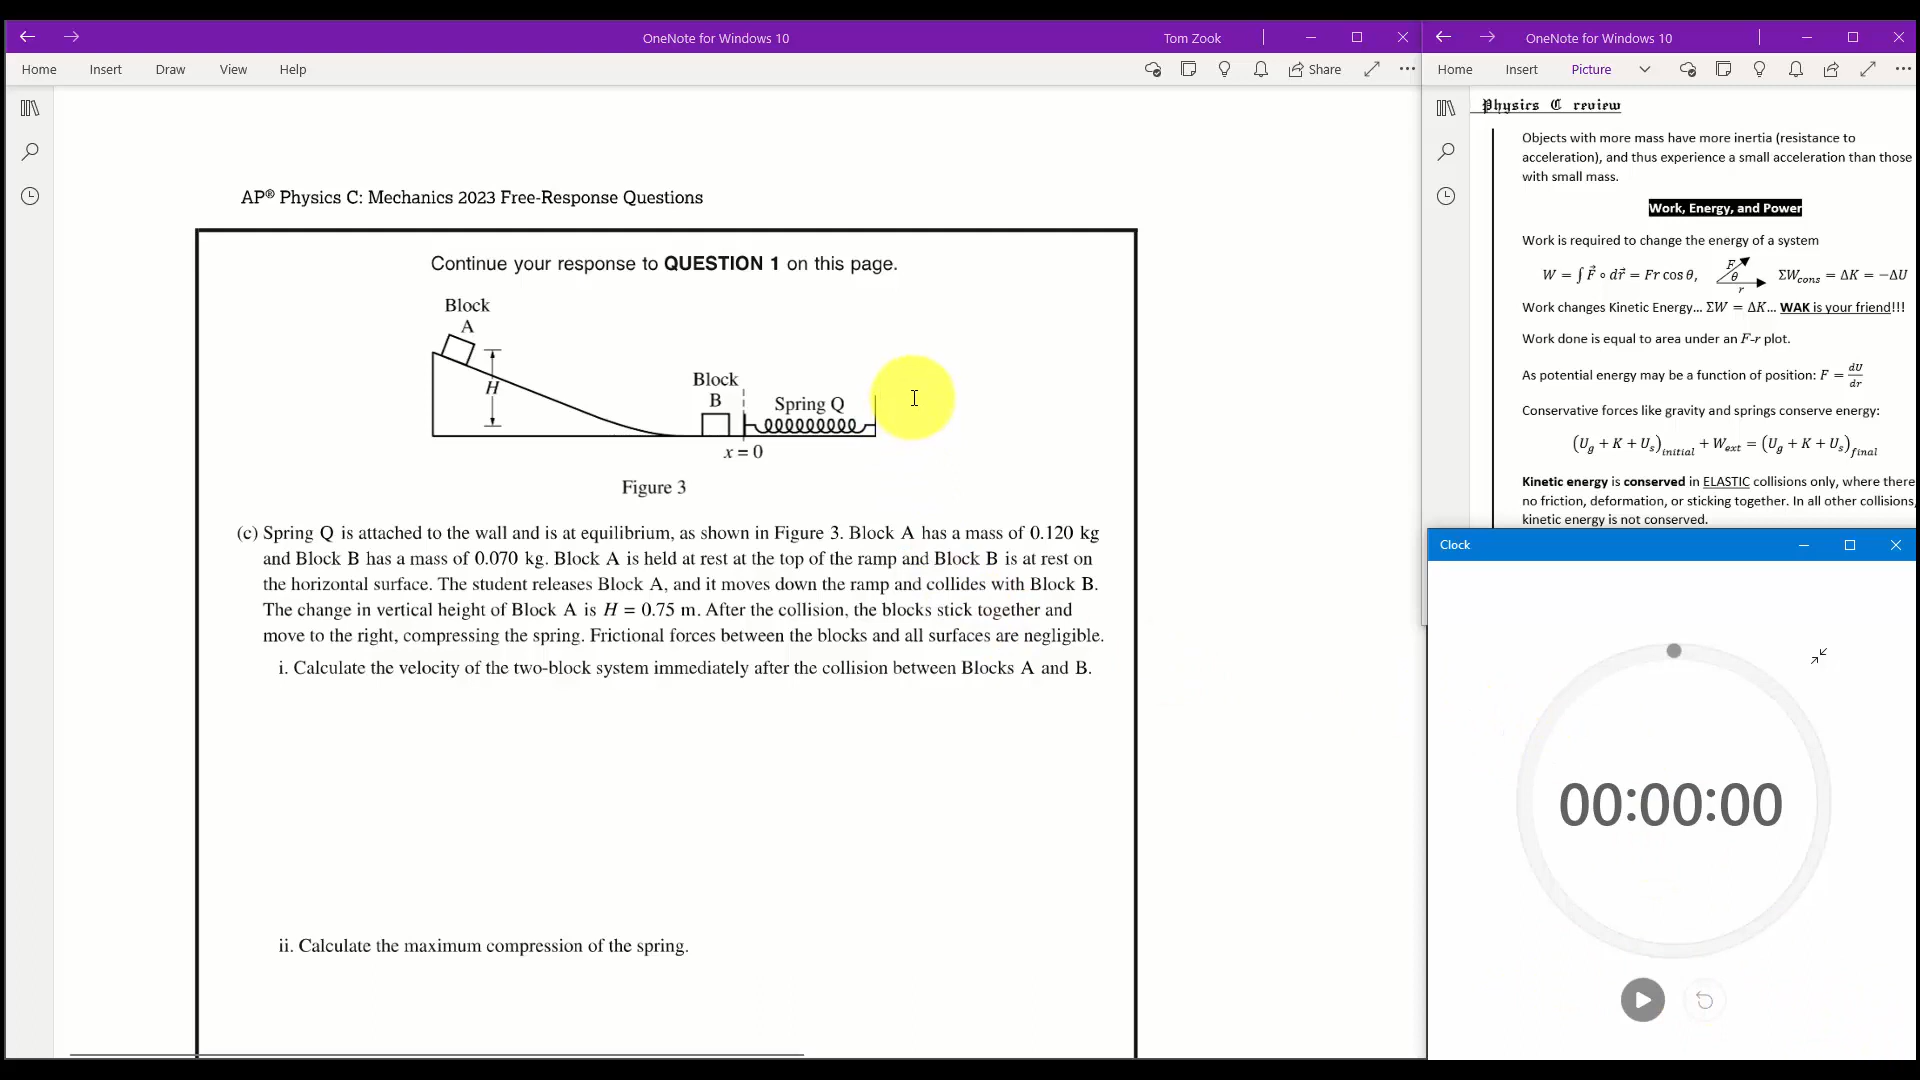 OneNote for Windows 10
Tom Zook
Home
Insert
Draw
View
Help
Share
AP® Physics C: Mechanics 2023 Free-Response Questions
Continue your response to QUESTION 1 on this page.
Block
A
H
Block
B
Spring Q
x = 0
Figure 3
(c) Spring Q is attached to the wall and is at equilibrium, as shown in Figure 3. Block A has a mass of 0.120 kg
and Block B has a mass of 0.070 kg. Block A is held at rest at the top of the ramp and Block B is at rest on
the horizontal surface. The student releases Block A, and it moves down the ramp and collides with Block B.
The change in vertical height of Block A is H = 0.75 m. After the collision, the blocks stick together and
move to the right, compressing the spring. Frictional forces between the blocks and all surfaces are negligible.
i. Calculate the velocity of the two-block system immediately after the collision between Blocks A and B.
ii. Calculate the maximum compression of the spring.
OneNote for Windows 10
Home
Insert
Picture
Physics C review
Objects with more mass have more inertia (resistance to
acceleration), and thus experience a small acceleration than those
with small mass.
Work, Energy, and Power
Work is required to change the energy of a system
W = ∫ F⃗ ∘ dr⃗ = Fr cos θ,
F
θ
r
ΣW_cons = ΔK = −ΔU
Work changes Kinetic Energy... ΣW = ΔK... WAK is your friend!!!
Work done is equal to area under an F-r plot.
As potential energy may be a function of position: F = dU/dr
Conservative forces like gravity and springs conserve energy:
(U_g + K + U_s)_initial + W_ext = (U_g + K + U_s)_final
Kinetic energy is conserved in ELASTIC collisions only, where there
no friction, deformation, or sticking together. In all other collisions,
kinetic energy is not conserved.
Clock
00:00:00